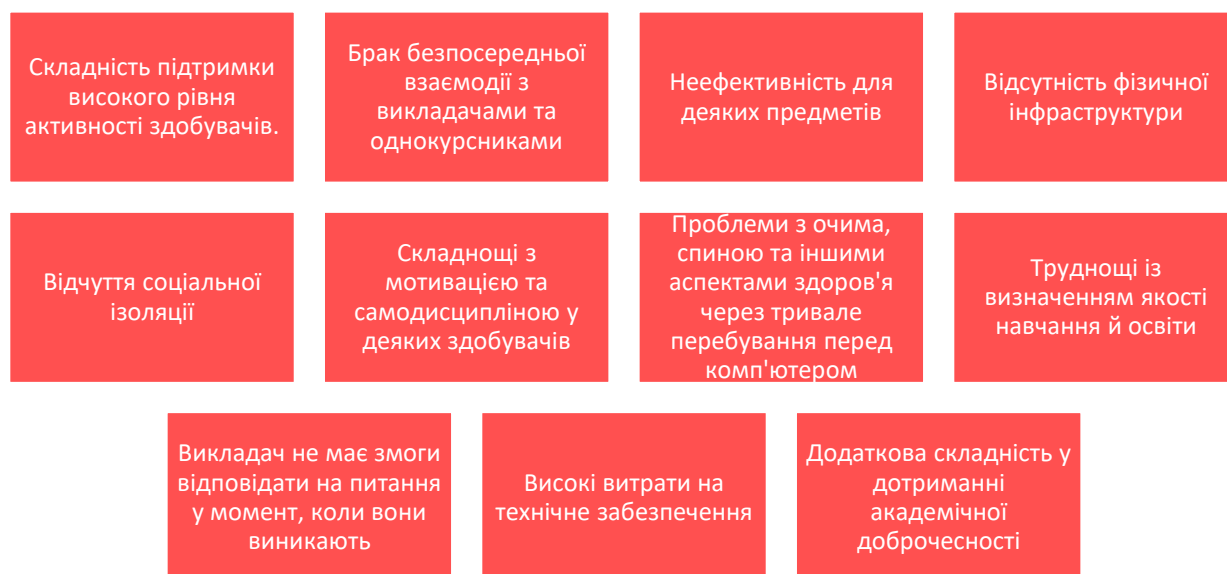 Складність підтримки
високого рівня
активності здобувачів.
Брак безпосередньої
взаємодії з
викладачами та
однокурсниками
Неефективність для
деяких предметів
Відсутність фізичної
інфраструктури
Відчуття соціальної
ізоляції
Складнощі з
мотивацією та
самодисципліною у
деяких здобувачів
Проблеми з очима,
спиною та іншими
аспектами здоров'я
через тривале
перебування перед
комп'ютером
Труднощі із
визначенням якості
навчання й освіти
Викладач не має змоги
відповідати на питання
у момент, коли вони
виникають
Високі витрати на
технічне забезпечення
Додаткова складність у
дотриманні
академічної
доброчесності